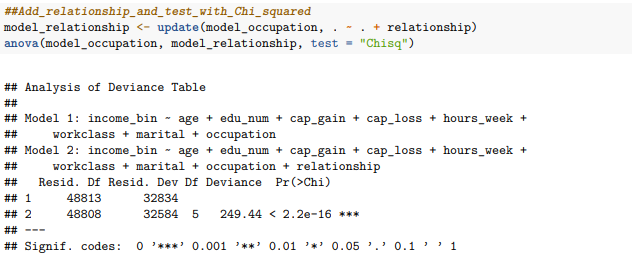 ##Add_relationship_and_test_with_Chi_squared
model_relationship <- update(model_occupation, . ~ . + relationship)
anova(model_occupation, model_relationship, test = "Chisq")
## Analysis of Deviance Table
##
## Model 1: income_bin ~ age + edu_num + cap_gain + cap_loss + hours_week +
##     workclass + marital + occupation
## Model 2: income_bin ~ age + edu_num + cap_gain + cap_loss + hours_week +
##     workclass + marital + occupation + relationship
##   Resid. Df Resid. Dev Df Deviance  Pr(>Chi)
## 1     48813      32834
## 2     48808      32584  5   249.44 < 2.2e-16 ***
## ---
## Signif. codes:  0 '***' 0.001 '**' 0.01 '*' 0.05 '.' 0.1 ' ' 1